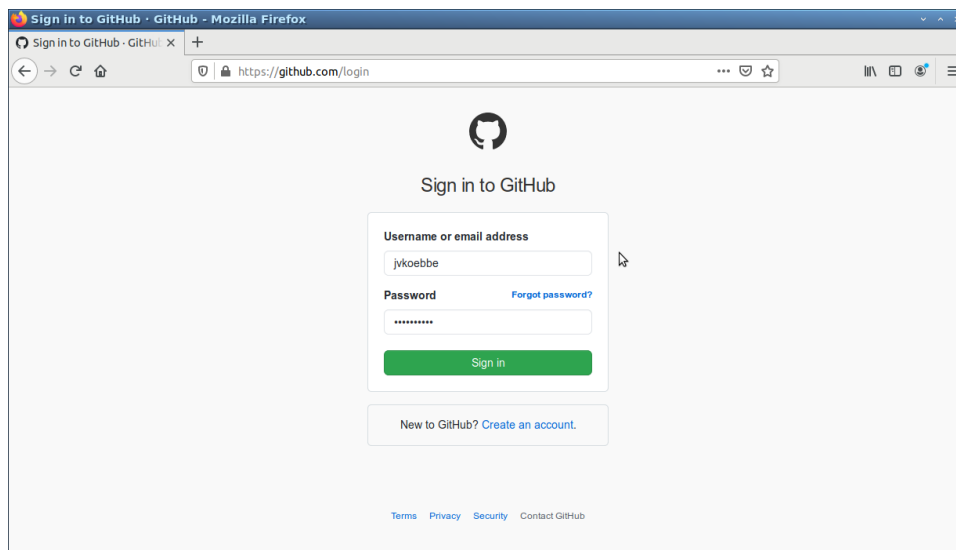 Sign in to GitHub · GitHub - Mozilla Firefox
Sign in to GitHub · GitHu
https://github.com/login
Sign in to GitHub
Username or email address
jvkoebbe
Password Forgot password?
••••••••••
Sign in
New to GitHub? Create an account.
Terms Privacy Security Contact GitHub